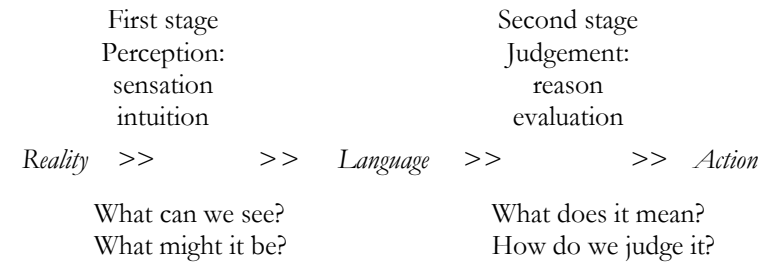 First stage
Perception:
sensation
intuition
Second stage
Judgement:
reason
evaluation
Reality >> >> Language >> >> Action
What can we see?
What might it be?
What does it mean?
How do we judge it?